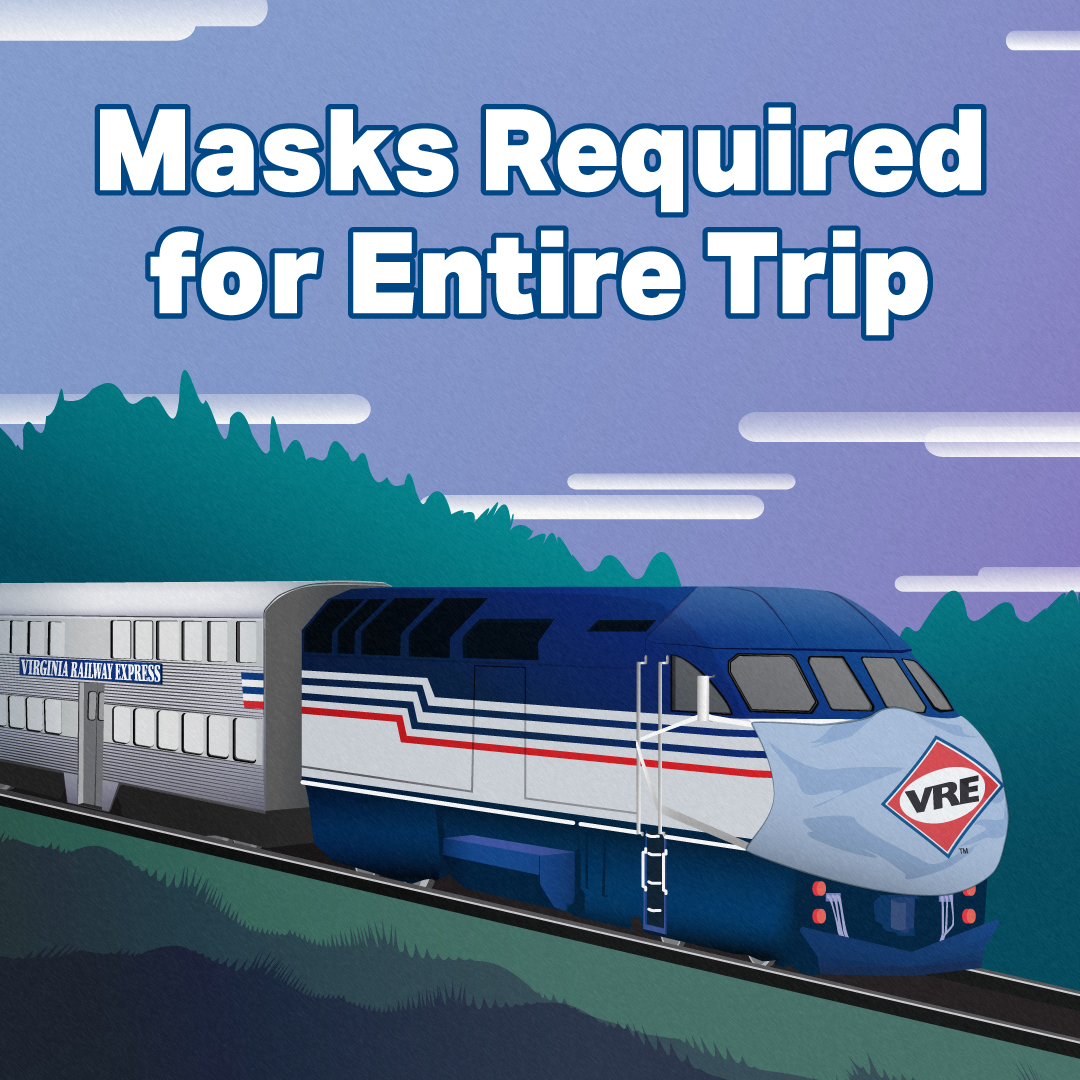 Masks Required
for Entire Trip
VIRGINIA RAILWAY EXPRESS
VRE
TM